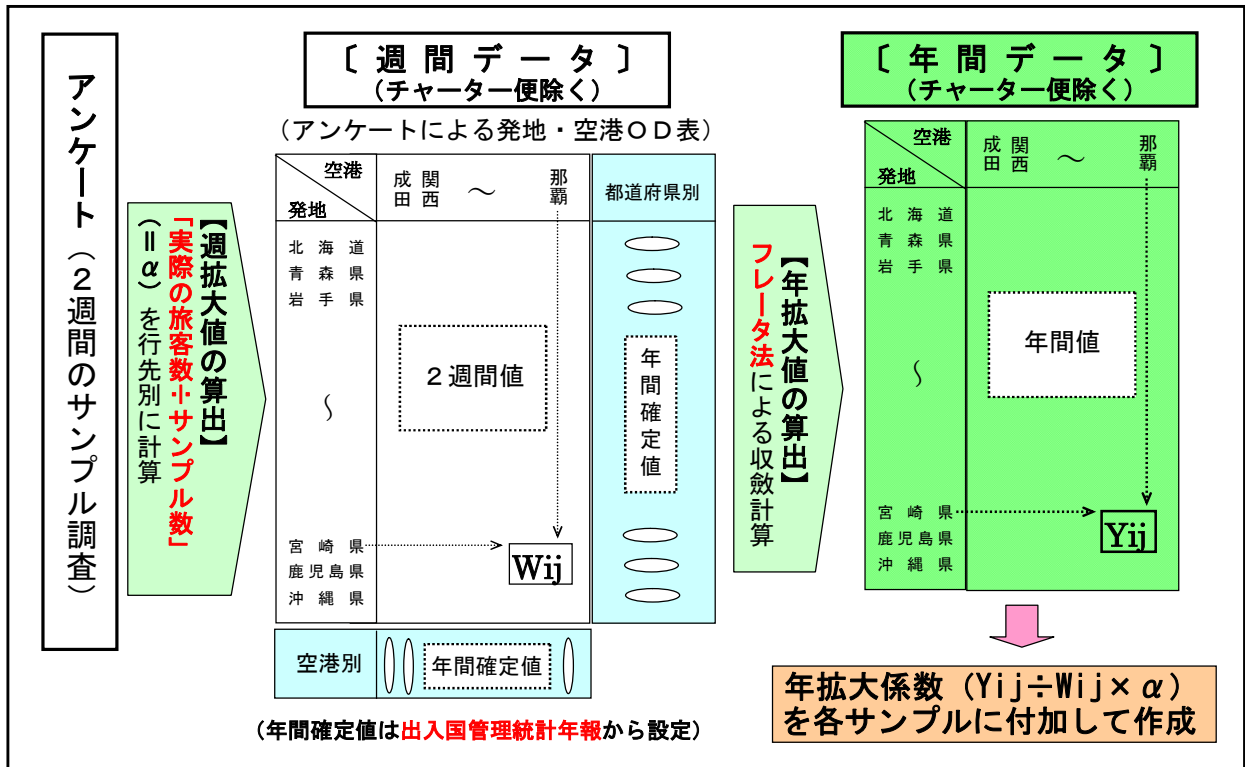 アンケート（２週間のサンプル調査）
【週拡大値の算出】
「実際の旅客数÷サンプル数」
（＝α）を行先別に計算
〔週間データ〕
（チャーター便除く）
（アンケートによる発地・空港ＯＤ表）
空港
発地
成田
関西
～
那覇
都道府県別
北海道
青森県
岩手県
～
２週間値
年間確定値
宮崎県
鹿児島県
沖縄県
Wij
空港別
年間確定値
（年間確定値は出入国管理統計年報から設定）
【年拡大値の算出】
フレータ法による収斂計算
〔年間データ〕
（チャーター便除く）
空港
発地
成田
関西
～
那覇
北海道
青森県
岩手県
～
年間値
宮崎県
鹿児島県
沖縄県
Yij
年拡大係数（Yij÷Wij×α）
を各サンプルに付加して作成